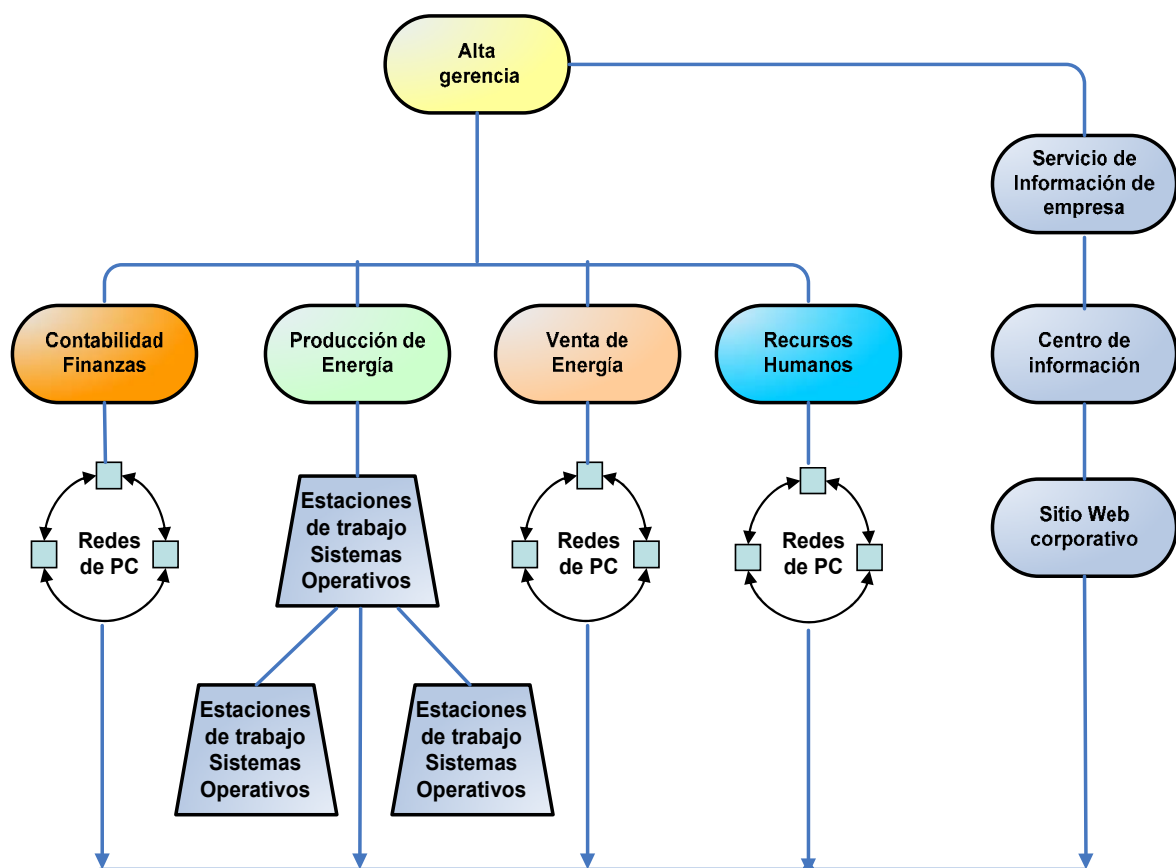 Alta
gerencia
Servicio de
Información de
empresa
Contabilidad
Finanzas
Producción de
Energía
Venta de
Energía
Recursos
Humanos
Centro de
información
Redes
de PC
Estaciones
de trabajo
Sistemas
Operativos
Redes
de PC
Redes
de PC
Sitio Web
corporativo
Estaciones
de trabajo
Sistemas
Operativos
Estaciones
de trabajo
Sistemas
Operativos